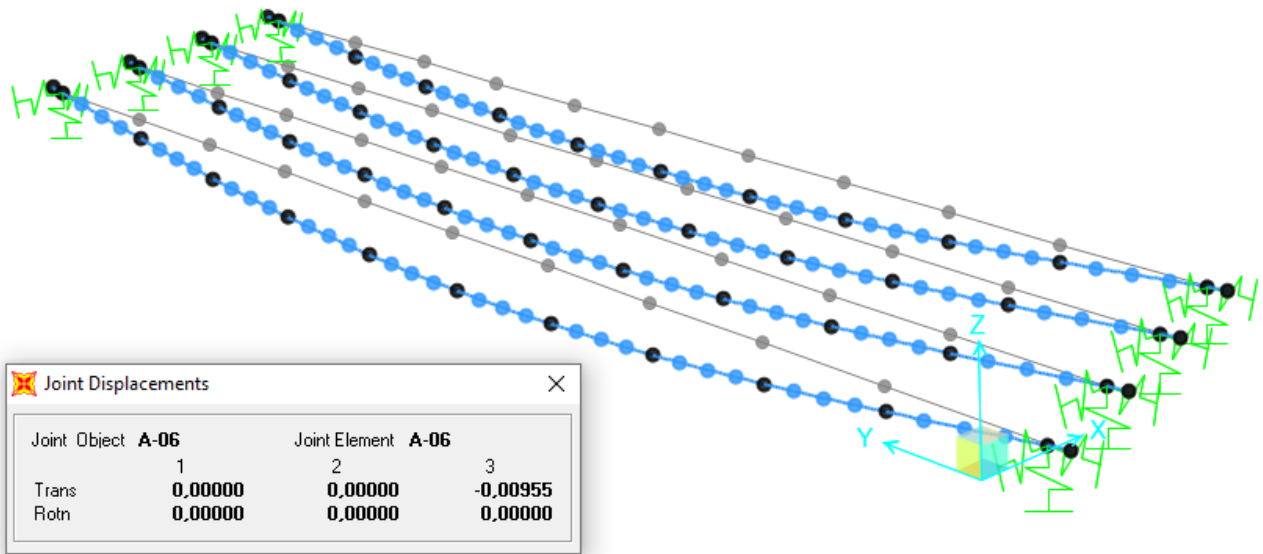 Z
X
Y
Joint Displacements
Joint Object A-06 Joint Element A-06
1 2 3
Trans 0,00000 0,00000 -0,00955
Rotn 0,00000 0,00000 0,00000